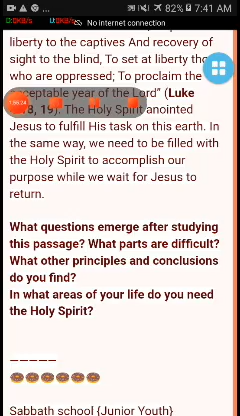 0KB/s 0KB/s 82% 7:41 AM
No internet connection
liberty to the captives And recovery of
sight to the blind, To set at liberty
who are oppressed; To proclaim the
year of the Lord” (Luke
19). The Holy Spirit anointed
7:56:24
Jesus to fulfill His task on this earth. In
the same way, we need to be filled with
the Holy Spirit to accomplish our
purpose while we wait for Jesus to
return.
What questions emerge after studying
this passage? What parts are difficult?
What other principles and conclusions
do you find?
In what areas of your life do you need
the Holy Spirit?
—————
🍩🍩🍩🍩🍩🍩
Sabbath school {Junior Youth}